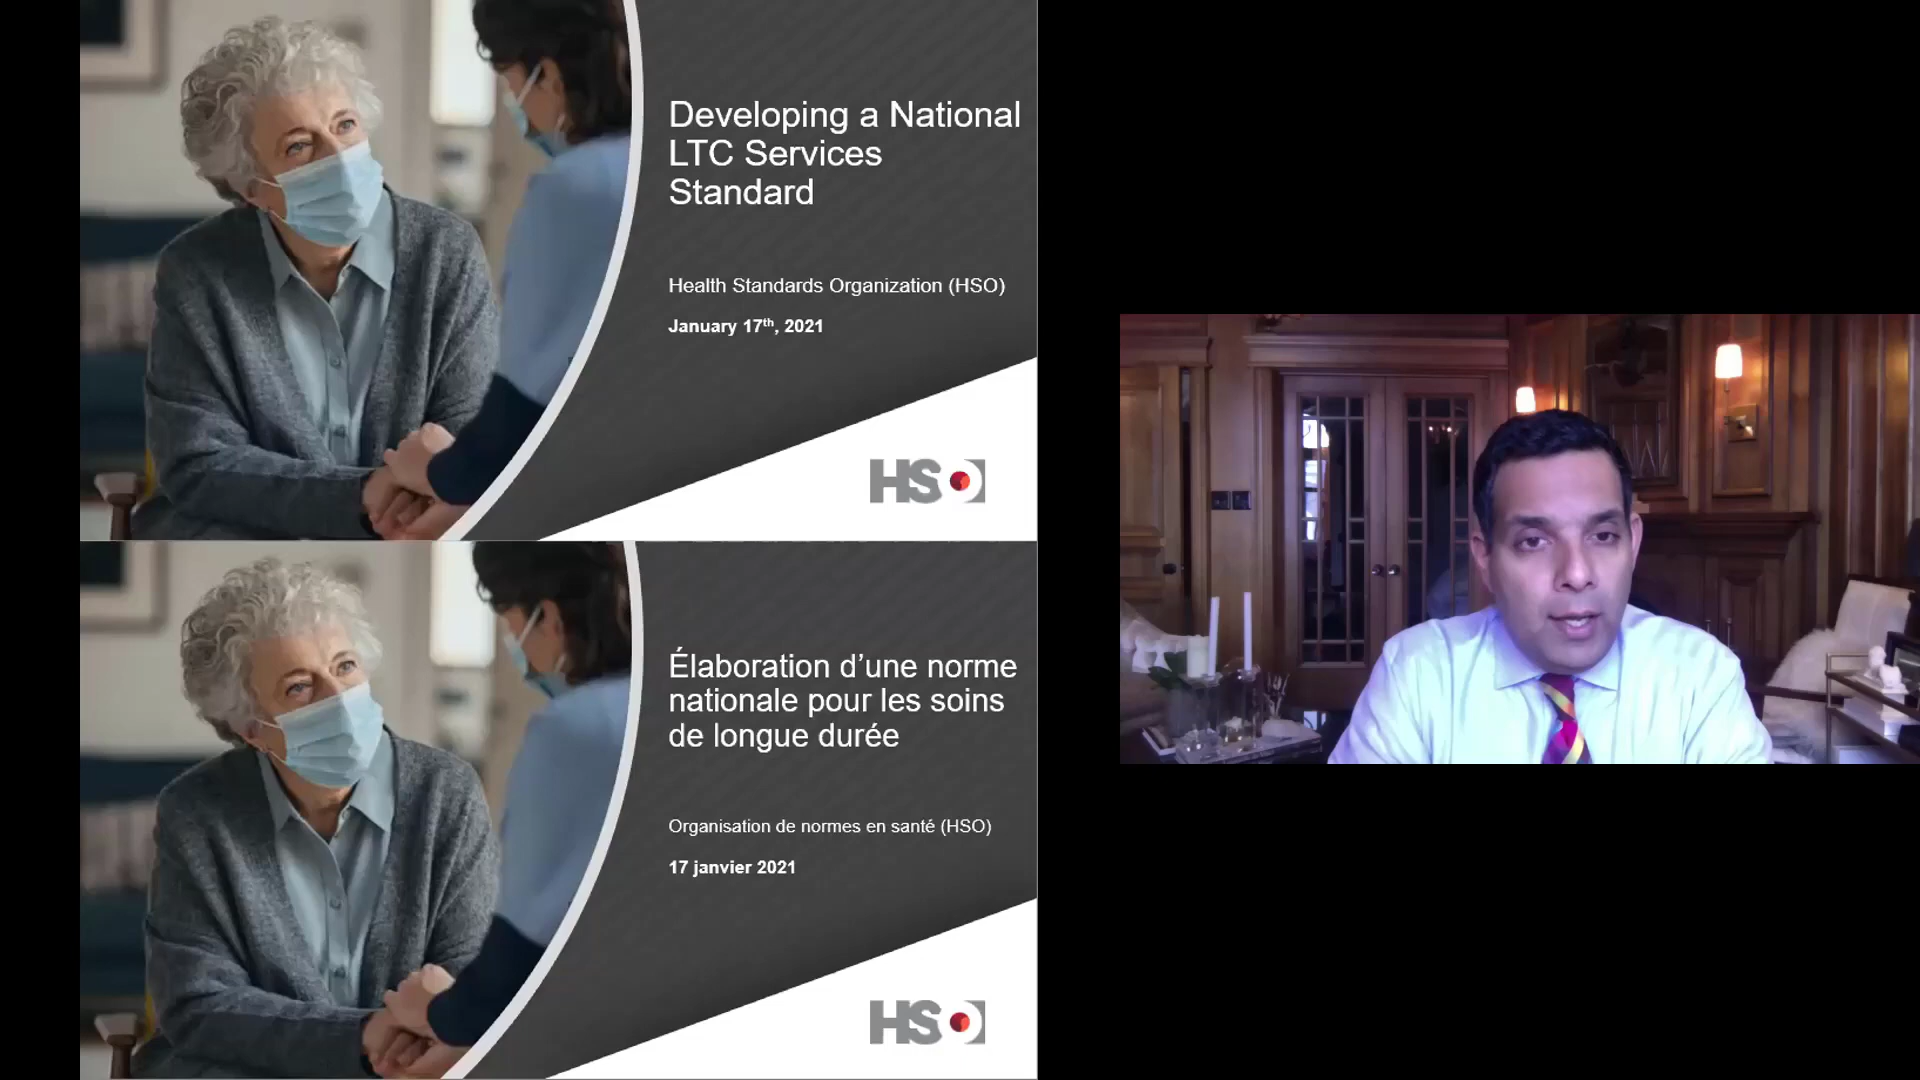 Developing a National
LTC Services
Standard
Health Standards Organization (HSO)
January 17th, 2021
HSO
Élaboration d’une norme
nationale pour les soins
de longue durée
Organisation de normes en santé (HSO)
17 janvier 2021
HSO